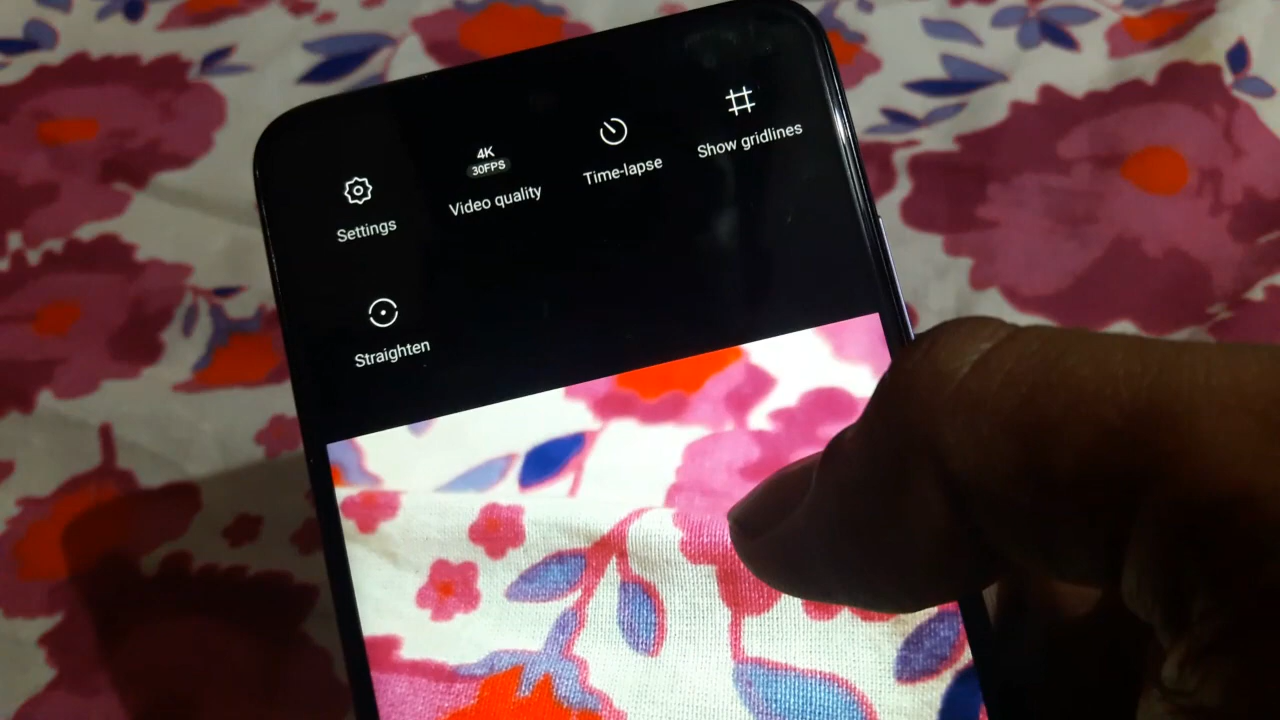 Settings
4K
30FPS
Video quality
Time-lapse
Show gridlines
Straighten